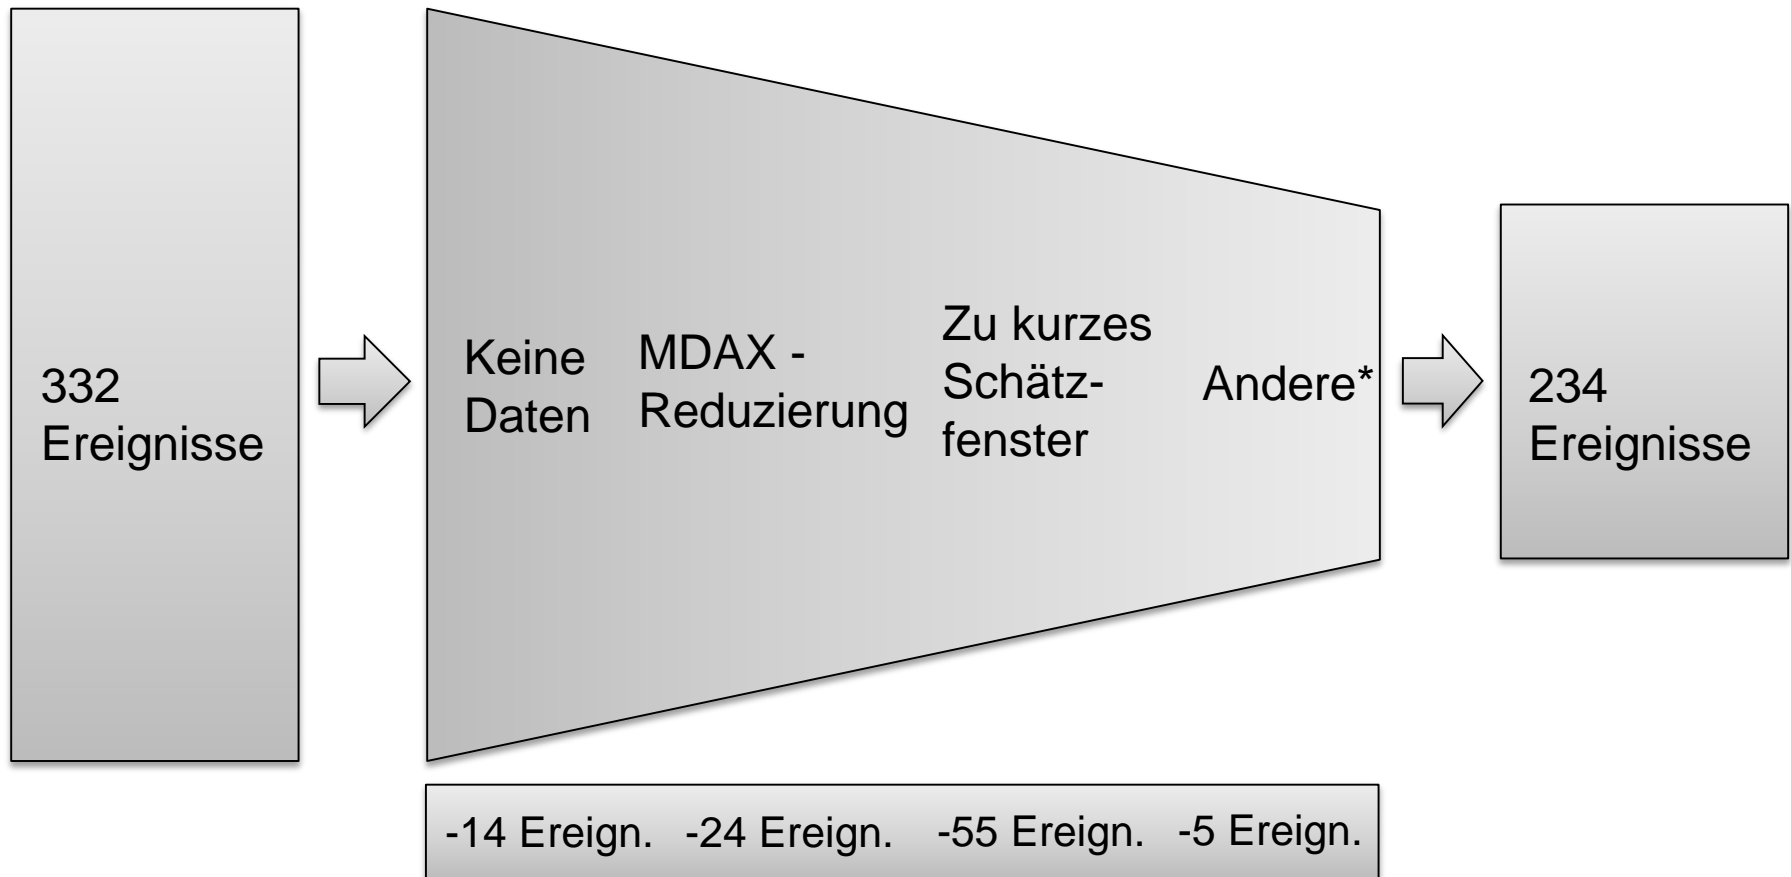 332
Ereignisse
Keine
Daten
MDAX -
Reduzierung
Zu kurzes
Schätz-
fenster
Andere*
234
Ereignisse
-14 Ereign. -24 Ereign. -55 Ereign. -5 Ereign.